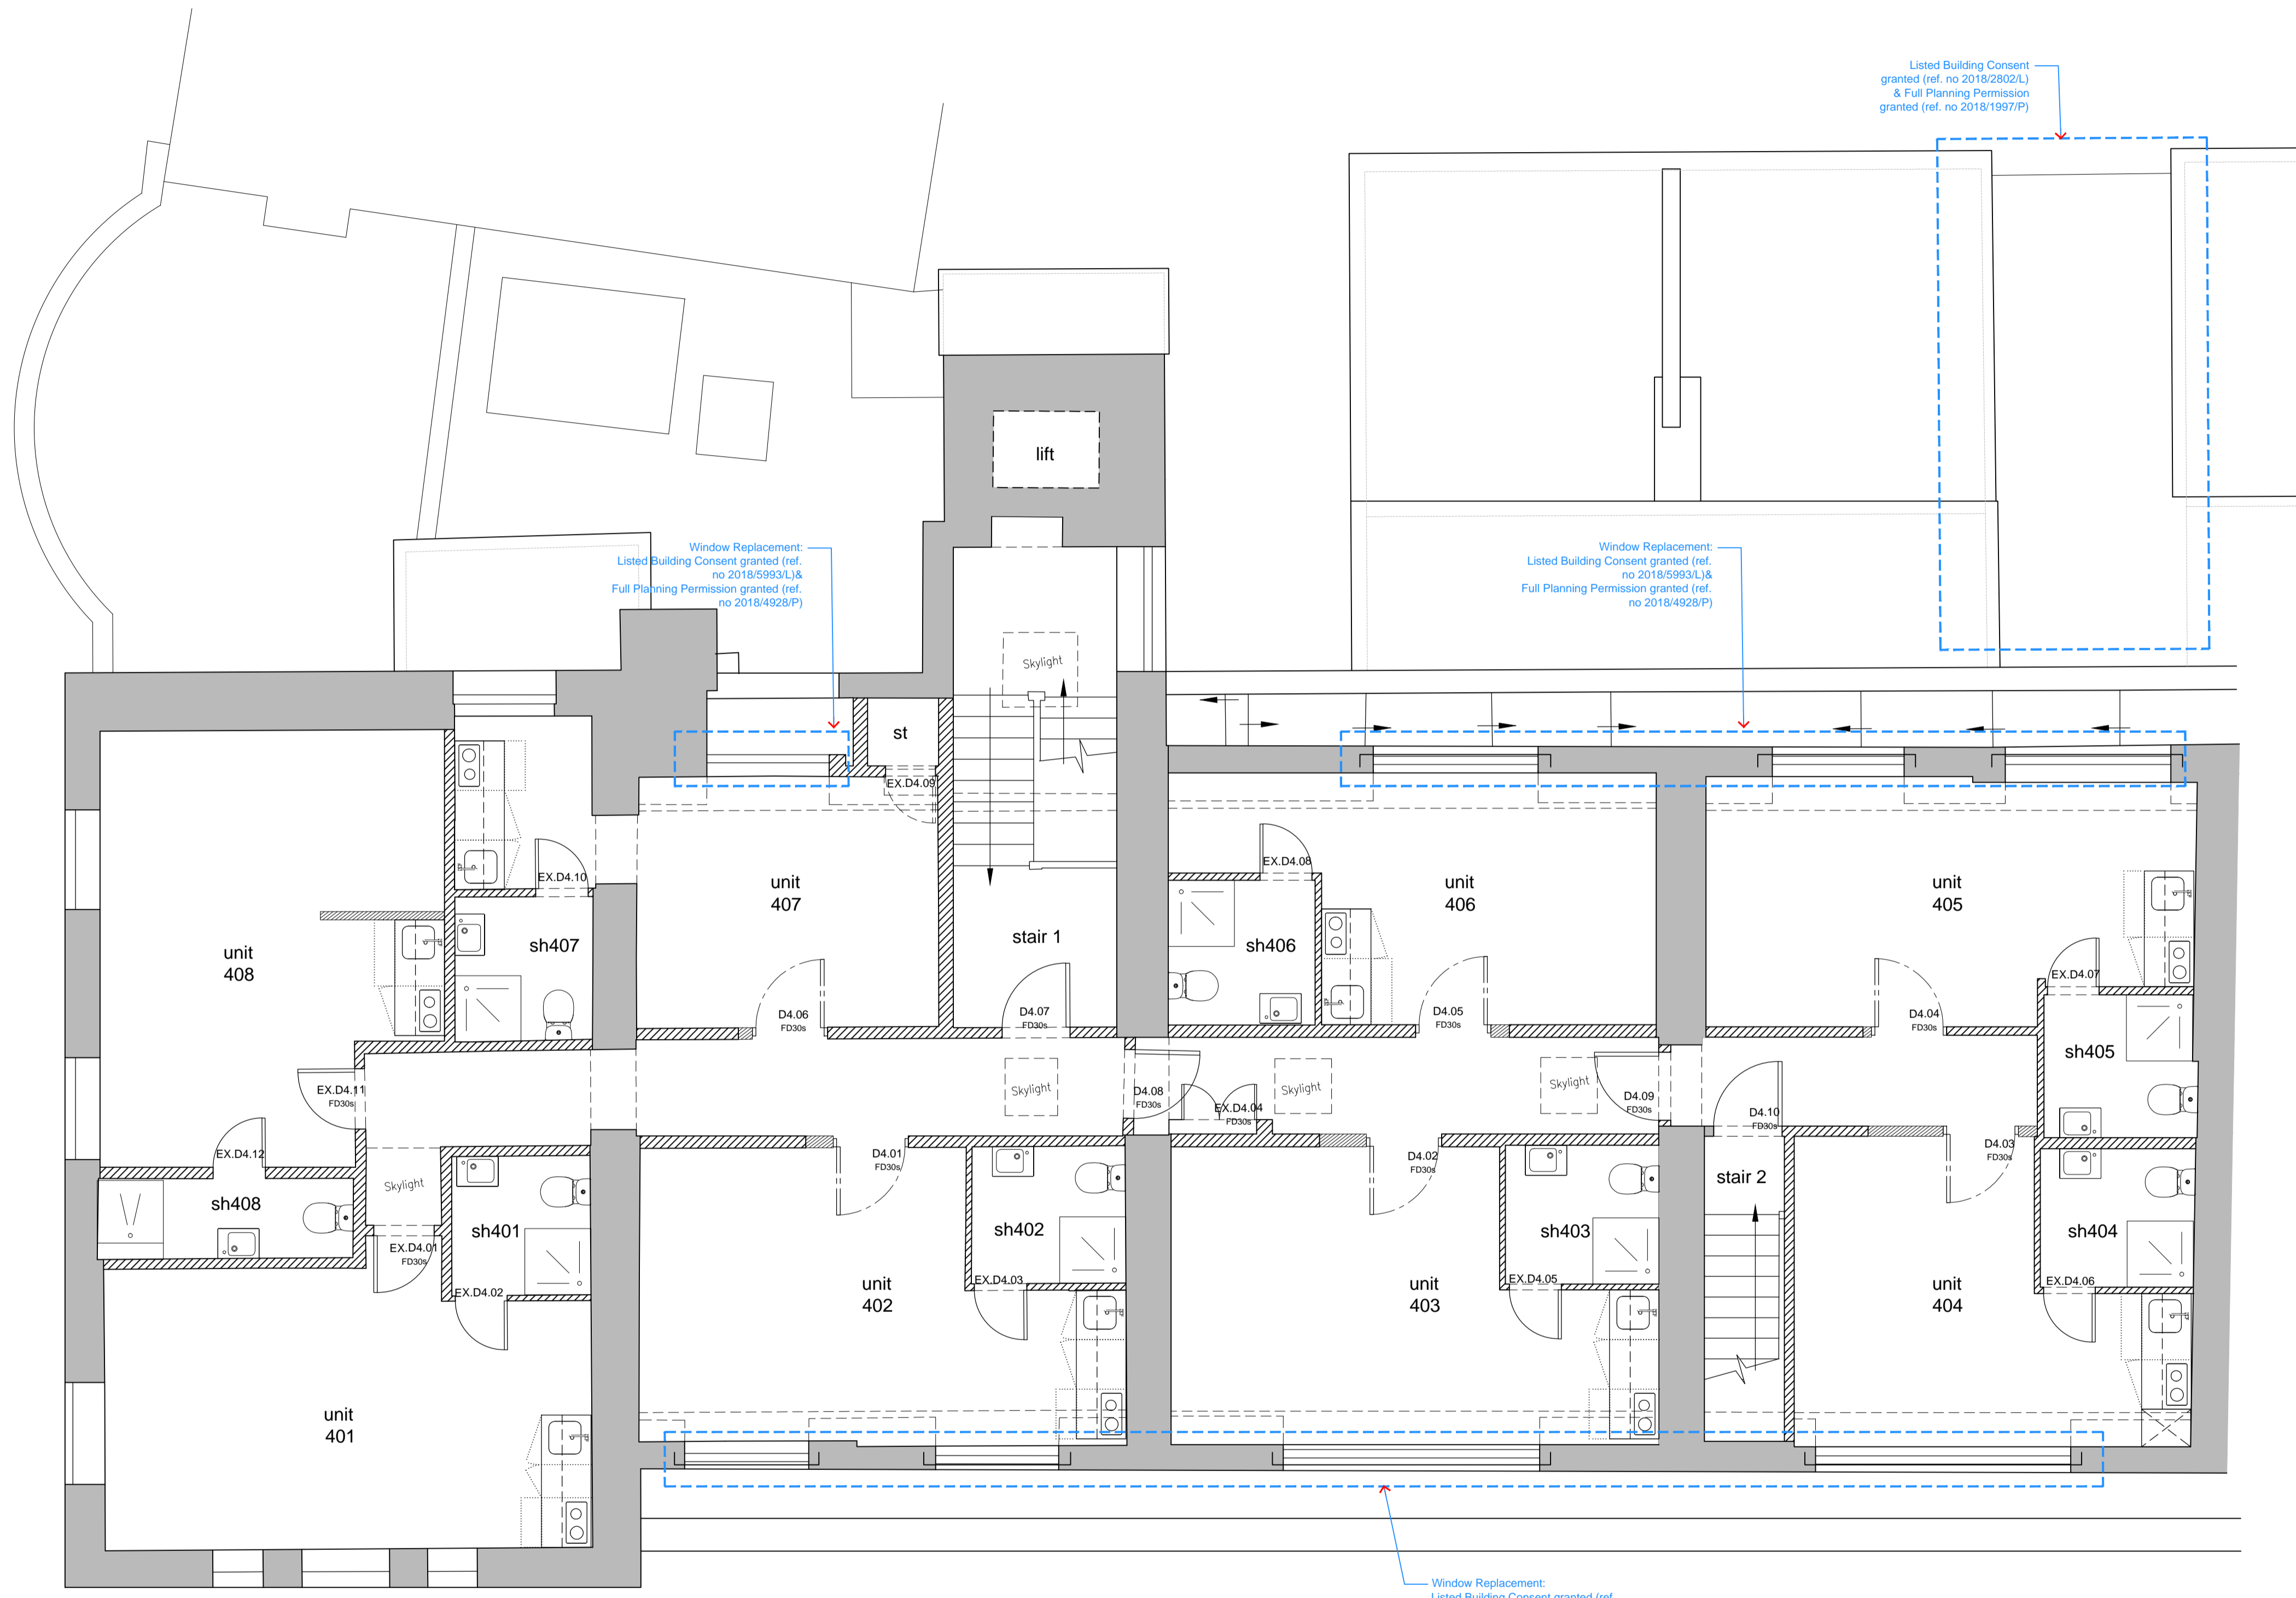 Listed Building Consent
granted (ref. no 2018/2802/L)
& Full Planning Permission
granted (ref. no 2018/1997/P)
lift
Window Replacement:
Listed Building Consent granted (ref.
no 2018/5993/L)&
Full Planning Permission granted (ref.
no 2018/4928/P)
Window Replacement:
Listed Building Consent granted (ref.
no 2018/5993/L)&
Full Planning Permission granted (ref.
no 2018/4928/P)
Skylight
st
EX.D4.09
EX.D4.10
unit
407
EX.D4.08
unit
406
unit
405
unit
408
sh407
stair 1
sh406
EX.D4.07
D4.06
FD30s
D4.07
FD30s
D4.05
FD30s
D4.04
FD30s
sh405
EX.D4.11
FD30s
Skylight
D4.08
FD30s
EX.D4.04
FD30s
Skylight
Skylight
D4.09
FD30s
D4.10
FD30s
EX.D4.12
D4.01
FD30s
D4.02
FD30s
D4.03
FD30s
Skylight
stair 2
sh408
sh401
sh402
sh403
sh404
EX.D4.01
FD30s
EX.D4.02
unit
402
EX.D4.03
unit
403
EX.D4.05
unit
404
EX.D4.06
unit
401
Window Replacement:
Listed Building Consent granted (ref.